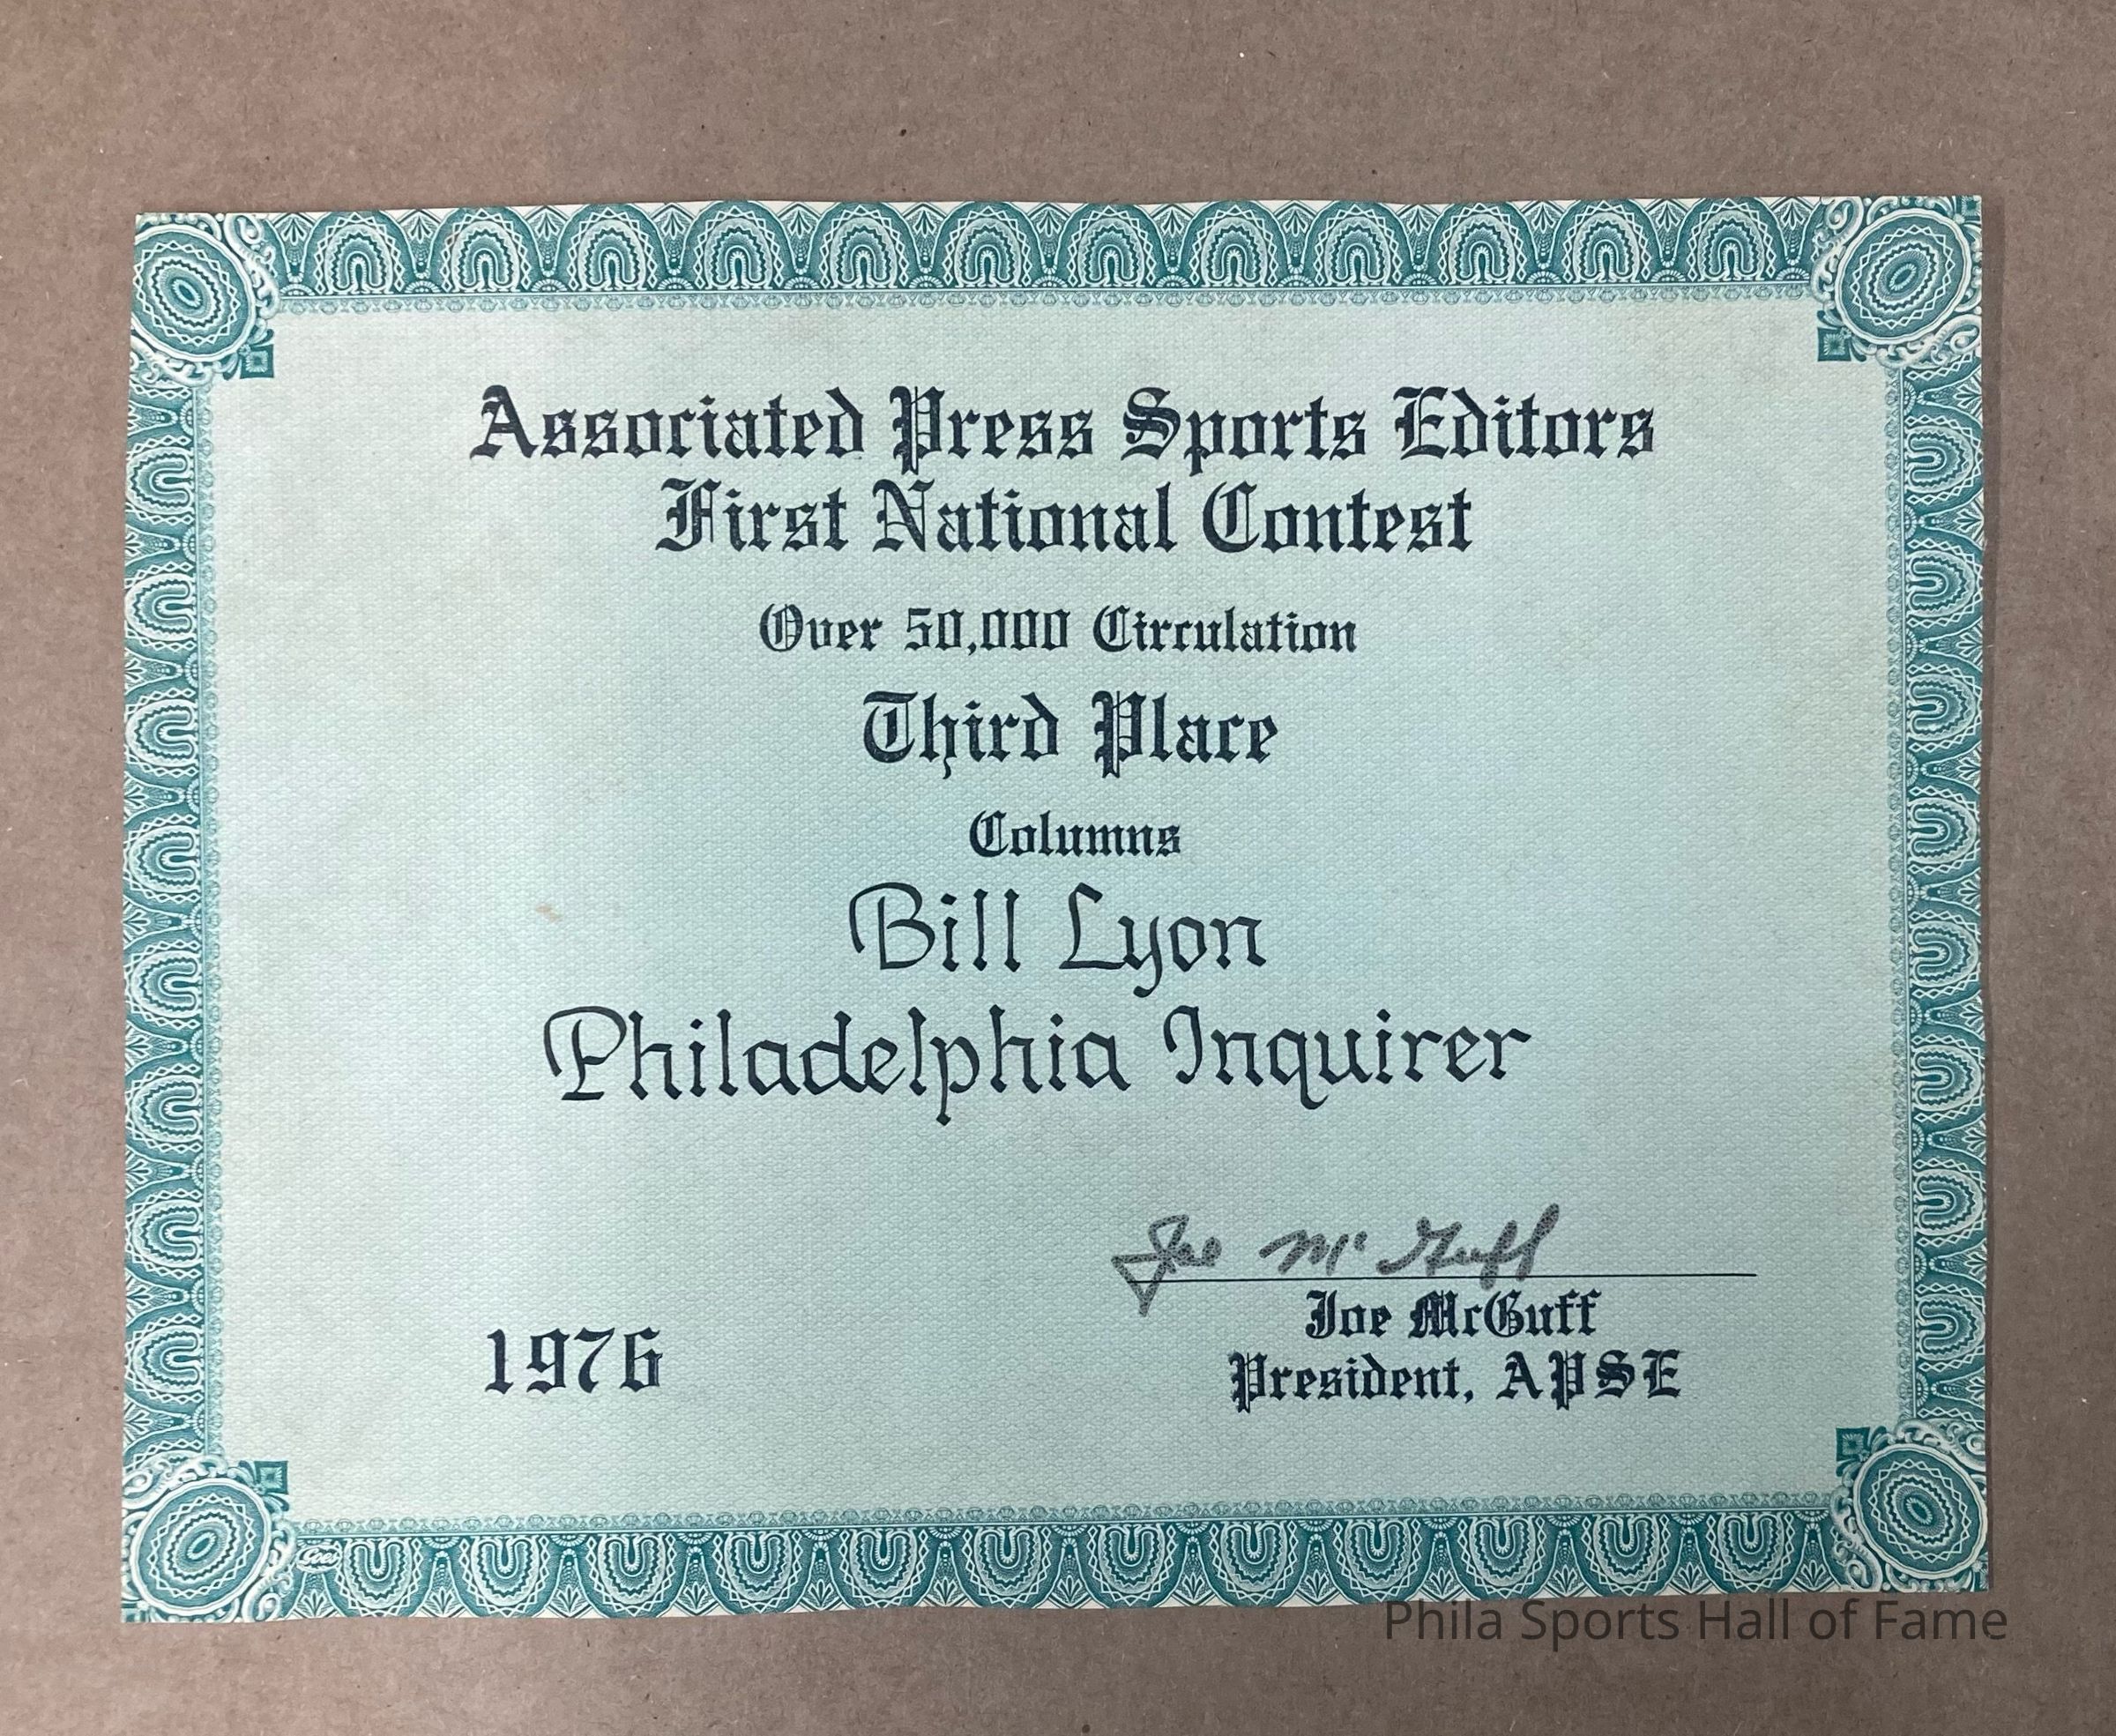 Associated Press Sports Editors
First National Contest
Over 50,000 Circulation
Third Place
Columns
Bill Lyon
Philadelphia Inquirer
Joe McGuff
1976
Joe McGuff
President, APSE
Goes
Phila Sports Hall of Fame